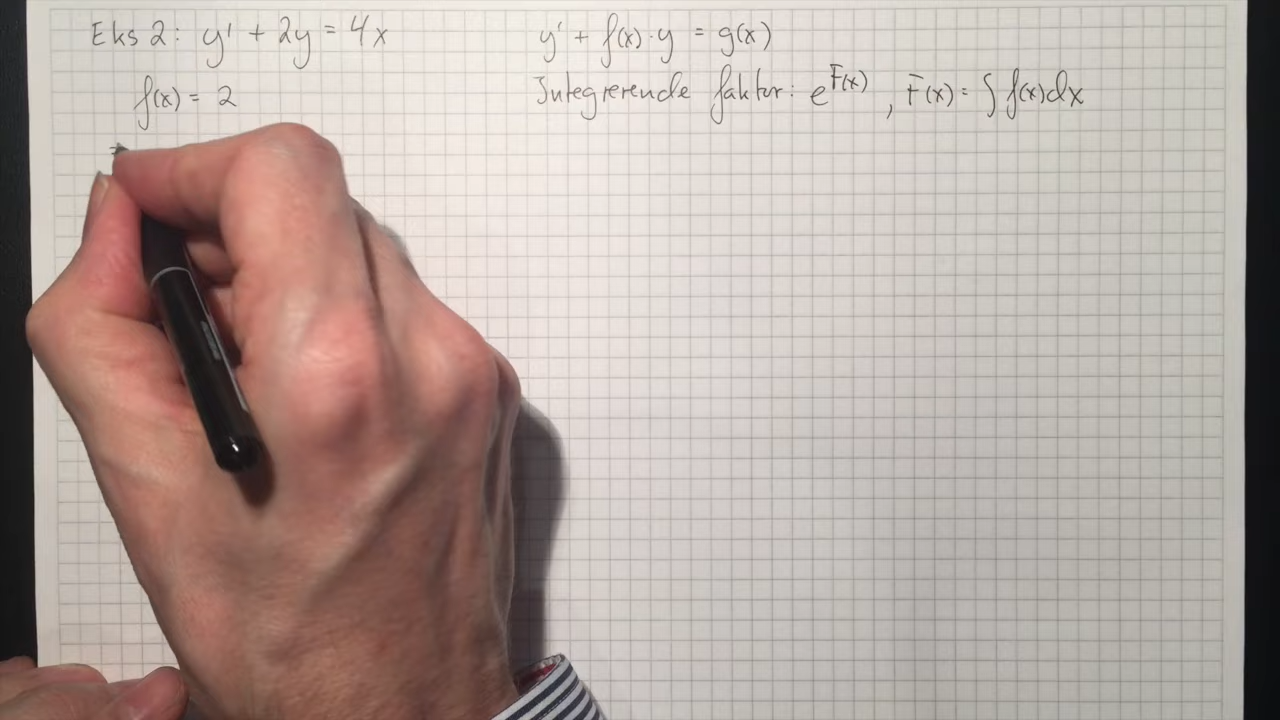 Eks 2: y' + 2y = 4x
f(x) = 2
y' + f(x)·y = g(x)
Integrerende faktor: e^F(x), F(x) = ∫ f(x)dx